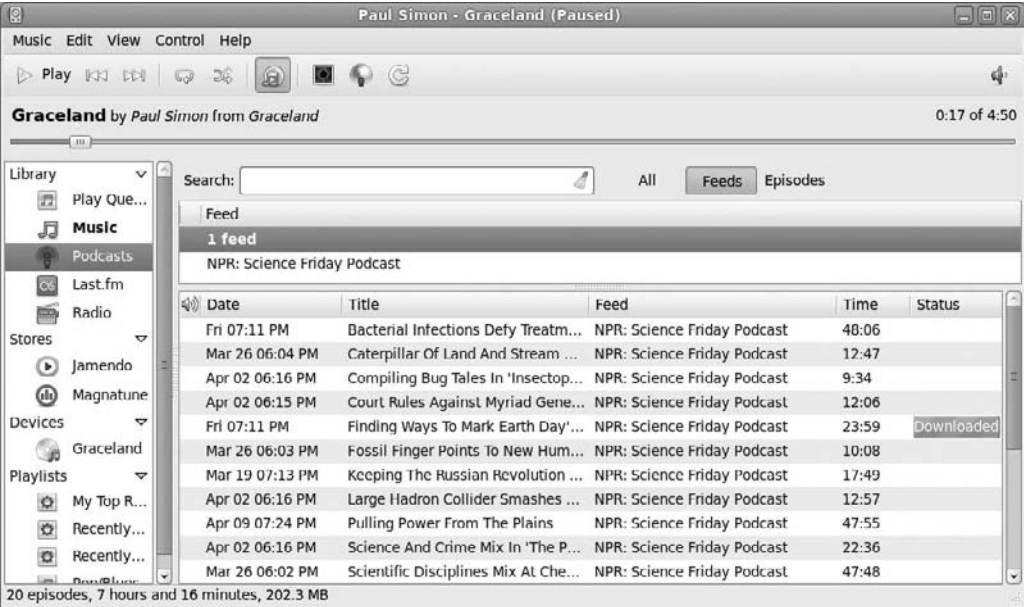 Paul Simon - Graceland (Paused)
Music Edit View Control Help
Play
Graceland by Paul Simon from Graceland 0:17 of 4:50
Library
Play Que...
Music
Podcasts
Last.fm
Radio
Stores
Jamendo
Magnatune
Devices
Graceland
Playlists
My Top R...
Recently...
Recently...
Search: All Feeds Episodes
Feed
1 feed
NPR: Science Friday Podcast
Date Title Feed Time Status
Fri 07:11 PM Bacterial Infections Defy Treatm... NPR: Science Friday Podcast 48:06
Mar 26 06:04 PM Caterpillar Of Land And Stream ... NPR: Science Friday Podcast 12:47
Apr 02 06:16 PM Compiling Bug Tales In 'Insectop... NPR: Science Friday Podcast 9:34
Apr 02 06:15 PM Court Rules Against Myriad Gene... NPR: Science Friday Podcast 12:06
Fri 07:11 PM Finding Ways To Mark Earth Day'... NPR: Science Friday Podcast 23:59 Downloaded
Mar 26 06:03 PM Fossil Finger Points To New Hum... NPR: Science Friday Podcast 10:08
Mar 19 07:13 PM Keeping The Russian Revolution ... NPR: Science Friday Podcast 17:49
Apr 02 06:16 PM Large Hadron Collider Smashes ... NPR: Science Friday Podcast 12:57
Apr 09 07:24 PM Pulling Power From The Plains NPR: Science Friday Podcast 47:55
Apr 02 06:16 PM Science And Crime Mix In 'The P... NPR: Science Friday Podcast 22:36
Mar 26 06:02 PM Scientific Disciplines Mix At Che... NPR: Science Friday Podcast 47:48
20 episodes, 7 hours and 16 minutes, 202.3 MB